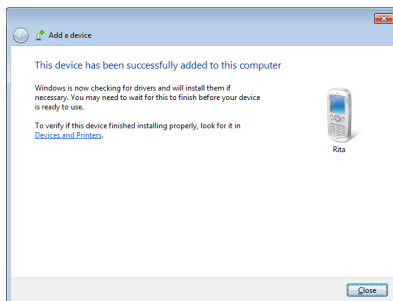 Add a device
This device has been successfully added to this computer
Windows is now checking for drivers and will install them if
necessary. You may need to wait for this to finish before your device
is ready to use.
To verify if this device finished installing properly, look for it in
Devices and Printers.
Rita
Close